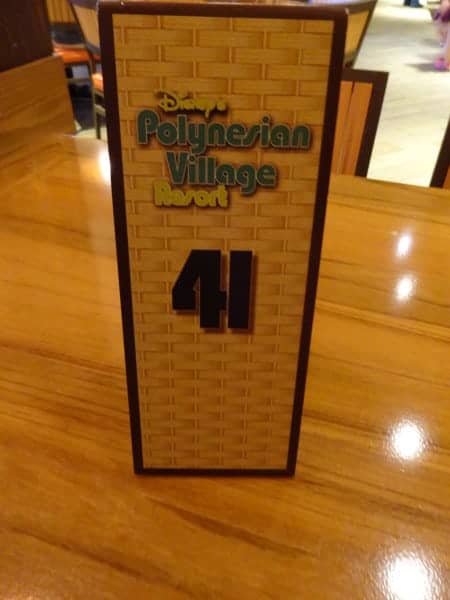 Disney's
Polynesian
Village
Resort
41